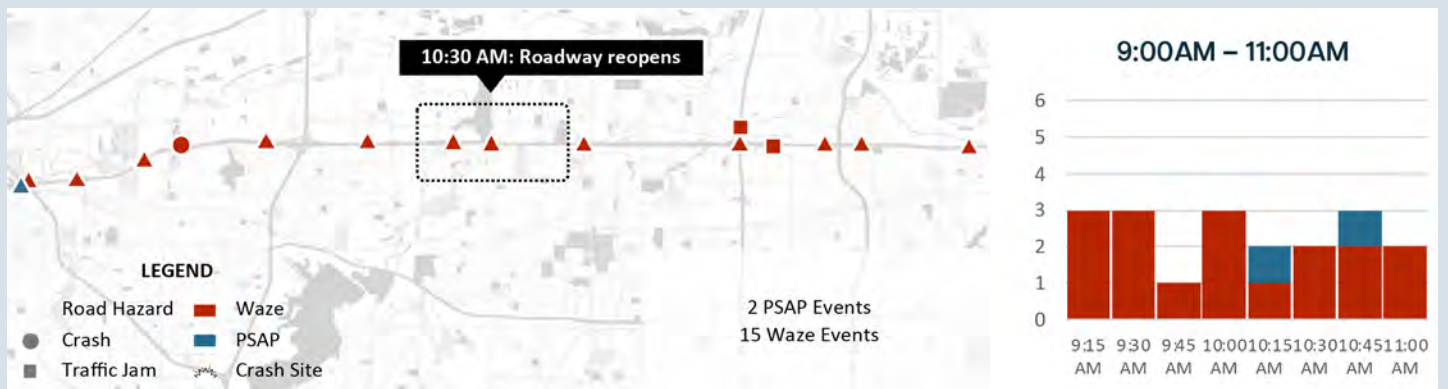 10:30 AM: Roadway reopens
LEGEND
Road Hazard
Waze
Crash
PSAP
Traffic Jam
Crash Site
2 PSAP Events
15 Waze Events
9:00AM – 11:00AM
6
5
4
3
2
1
0
9:15 AM
9:30 AM
9:45 AM
10:00 AM
10:15 AM
10:30 AM
10:45 AM
11:00 AM